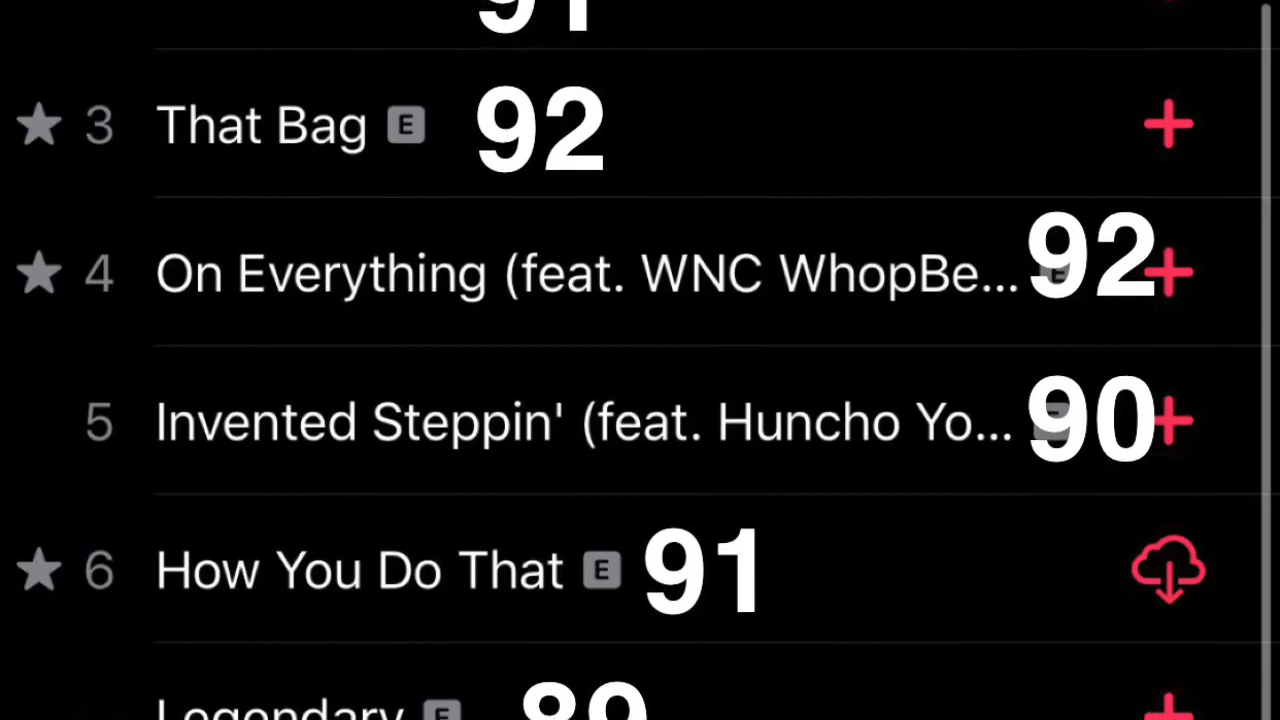 91
3 That Bag E 92
4 On Everything (feat. WNC WhopBe... E 92
5 Invented Steppin' (feat. Huncho Yo... 90
6 How You Do That E 91
Legendary E 89